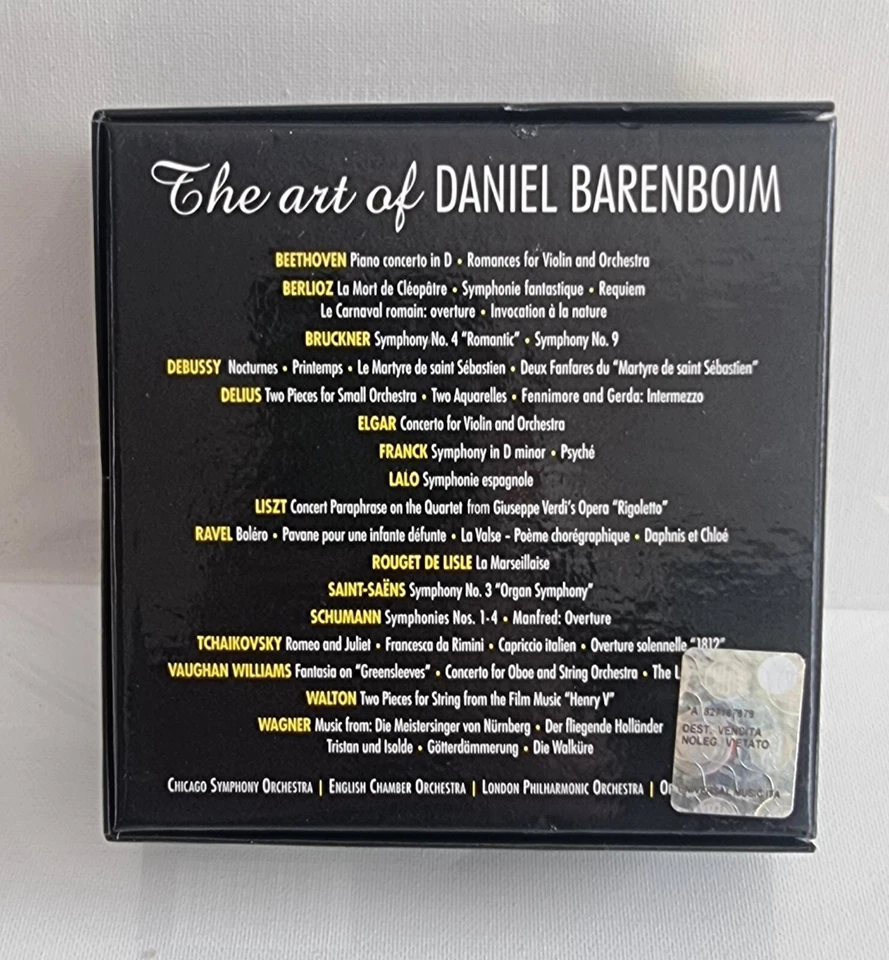 The art of DANIEL BARENBOIM
BEETHOVEN Piano concerto in D • Romances for Violin and Orchestra
BERLIOZ La Mort de Cléopâtre • Symphonie fantastique • Requiem
Le Carnaval romain: overture • Invocation à la nature
BRUCKNER Symphony No. 4 "Romantic" • Symphony No. 9
DEBUSSY Nocturnes • Printemps • Le Martyre de saint Sébastien • Deux Fanfares du "Martyre de saint Sébastien"
DELIUS Two Pieces for Small Orchestra • Two Aquarelles • Fennimore and Gerda: Intermezzo
ELGAR Concerto for Violin and Orchestra
FRANCK Symphony in D minor • Psyché
LALO Symphonie espagnole
LISZT Concert Paraphrase on the Quartet from Giuseppe Verdi's Opera "Rigoletto"
RAVEL Boléro • Pavane pour une infante défunte • La Valse - Poème chorégraphique • Daphnis et Chloé
ROUGET DE LISLE La Marseillaise
SAINT-SAËNS Symphony No. 3 "Organ Symphony"
SCHUMANN Symphonies Nos. 1-4 • Manfred: Overture
TCHAIKOVSKY Romeo and Juliet • Francesca da Rimini • Capriccio italien • Overture solennelle "1812"
VAUGHAN WILLIAMS Fantasia on "Greensleeves" • Concerto for Oboe and String Orchestra • The
WALTON Two Pieces for String from the Film Music "Henry V"
WAGNER Music from: Die Meistersinger von Nürnberg • Der fliegende Holländer
Tristan und Isolde • Götterdämmerung • Die Walküre
CHICAGO SYMPHONY ORCHESTRA | ENGLISH CHAMBER ORCHESTRA | LONDON PHILHARMONIC ORCHESTRA |
DEST. VENDITA
NOLEG. VIETATO